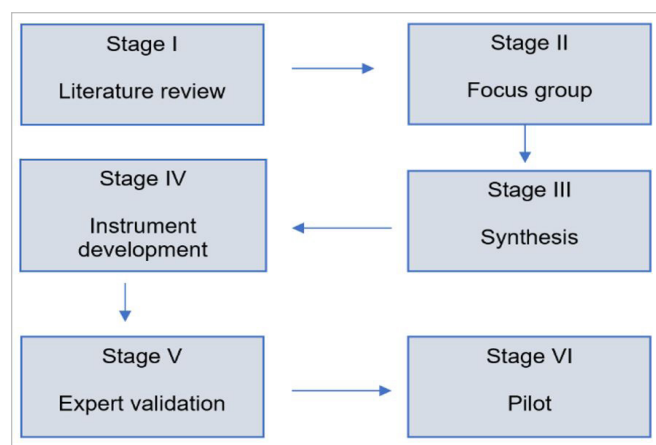 Stage I
Literature review
Stage II
Focus group
Stage III
Synthesis
Stage IV
Instrument
development
Stage V
Expert validation
Stage VI
Pilot